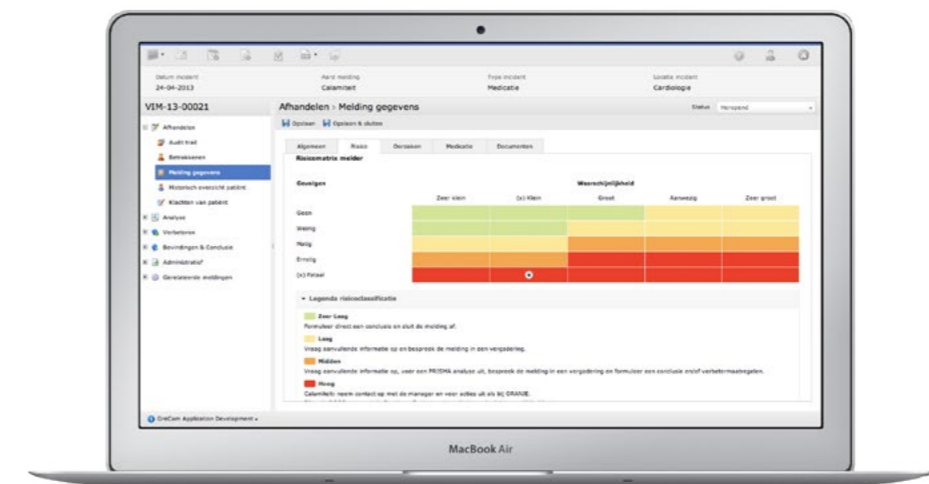 Datum incident Aard melding Type incident Locatie incident
24-04-2013 Calamiteit Medicatie Cardiologie
VIM-13-00021 Afhandelen › Melding gegevens Status Heropend
Opslaan Opslaan & sluiten
Afhandelen
Audit trail
Betrokkenen
Melding gegevens
Historisch overzicht patiënt
Klachten van patiënt
Analyse
Verbeteren
Bevindingen & Conclusie
Administratief
Gerelateerde meldingen
Algemeen Risico Oorzaken Medicatie Documenten
Risicomatrix melder
Gevolgen Waarschijnlijkheid
Zeer klein (x) Klein Groot Aanwezig Zeer groot
Geen
Weinig
Matig
Ernstig
(x) Fataal
Legenda risicoclassificatie
Zeer Laag
Formuleer direct een conclusie en sluit de melding af.
Laag
Vraag aanvullende informatie op en bespreek de melding in een vergadering.
Midden
Vraag aanvullende informatie op, voer een PRISMA analyse uit, bespreek de melding in een vergadering en formuleer een conclusie en/of verbetermaatregelen.
Hoog
Calamiteit: neem contact op met de manager en voer acties uit als bij ORANJE.
Application Development
MacBook Air